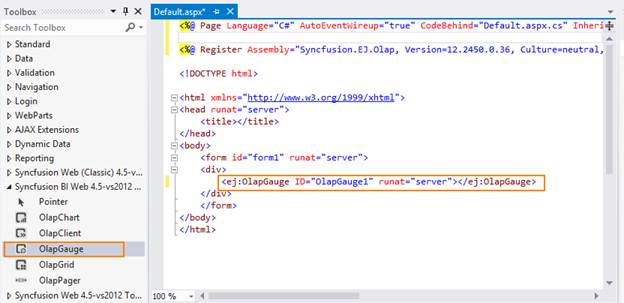 Toolbox
Search Toolbox
Standard
Data
Validation
Navigation
Login
WebParts
AJAX Extensions
Dynamic Data
Reporting
Syncfusion Web (Classic) 4.5-vs...
Syncfusion BI Web 4.5-vs2012 ...
Pointer
OlapChart
OlapClient
OlapGauge
OlapGrid
OlapPager
Syncfusion Web 4.5-vs2012 To...
Default.aspx*
<%@ Page Language="C#" AutoEventWireup="true" CodeBehind="Default.aspx.cs" Inheri
<%@ Register Assembly="Syncfusion.EJ.Olap, Version=12.2450.0.36, Culture=neutral,
<!DOCTYPE html>
<html xmlns="http://www.w3.org/1999/xhtml">
<head runat="server">
<title></title>
</head>
<body>
<form id="form1" runat="server">
<div>
<ej:OlapGauge ID="OlapGauge1" runat="server"></ej:OlapGauge>
</div>
</form>
</body>
</html>
100 %